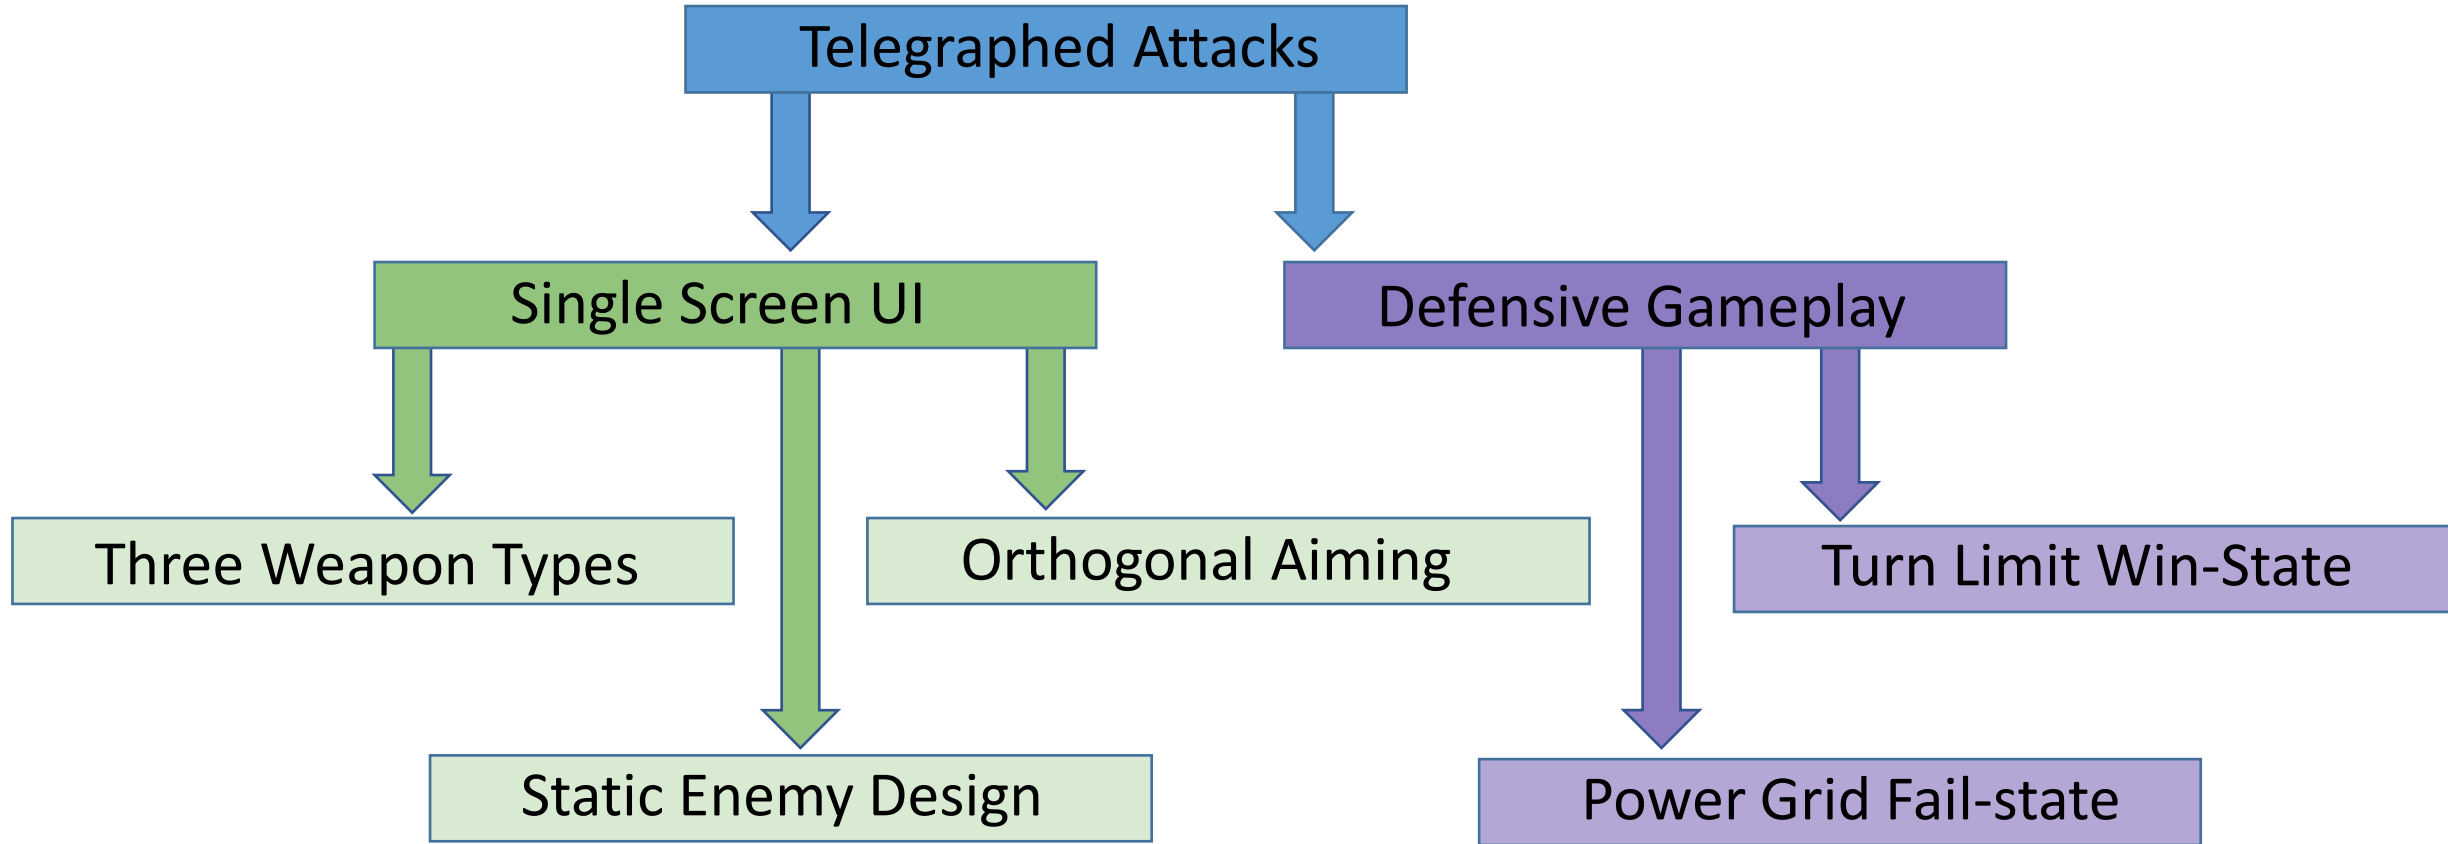 Telegraphed Attacks
Single Screen UI
Defensive Gameplay
Three Weapon Types
Orthogonal Aiming
Turn Limit Win-State
Static Enemy Design
Power Grid Fail-state